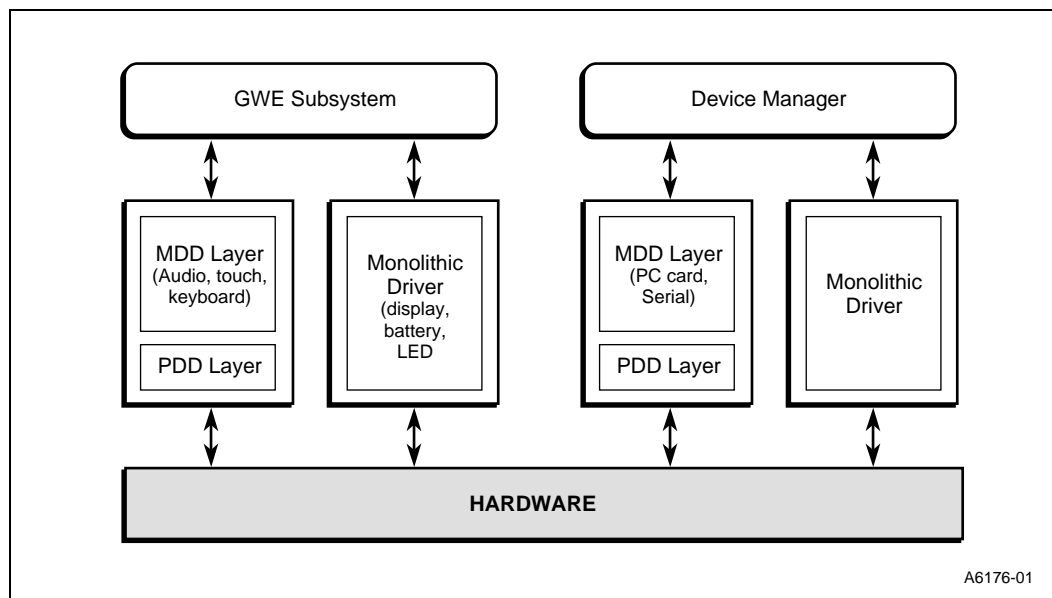 GWE Subsystem
Device Manager
MDD Layer
(Audio, touch,
keyboard)
PDD Layer
Monolithic
Driver
(display,
battery,
LED
MDD Layer
(PC card,
Serial)
PDD Layer
Monolithic
Driver
HARDWARE
A6176-01